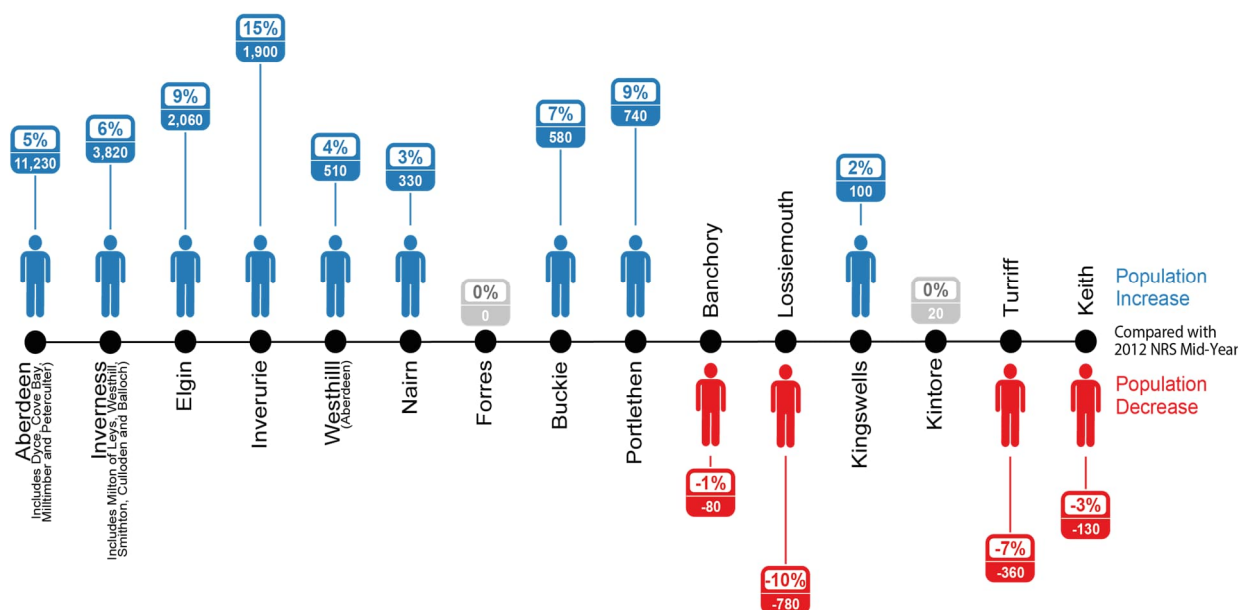 5%
11,230
6%
3,820
9%
2,060
15%
1,900
4%
510
3%
330
0%
0
7%
580
9%
740
Banchory
Lossiemouth
2%
100
0%
20
Turriff
Keith
Population
Increase
Compared with
2012 NRS Mid-Year
Population
Decrease
Aberdeen
Includes Dyce, Cove Bay,
Milltimber and Peterculter)
Inverness
Includes Milton of Leys, Westhill,
Smithton, Culloden and Balloch)
Elgin
Inverurie
Westhilll
(Aberdeen)
Nairn
Forres
Buckie
Portlethen
Kingswells
Kintore
-1%
-80
-10%
-780
-7%
-360
-3%
-130